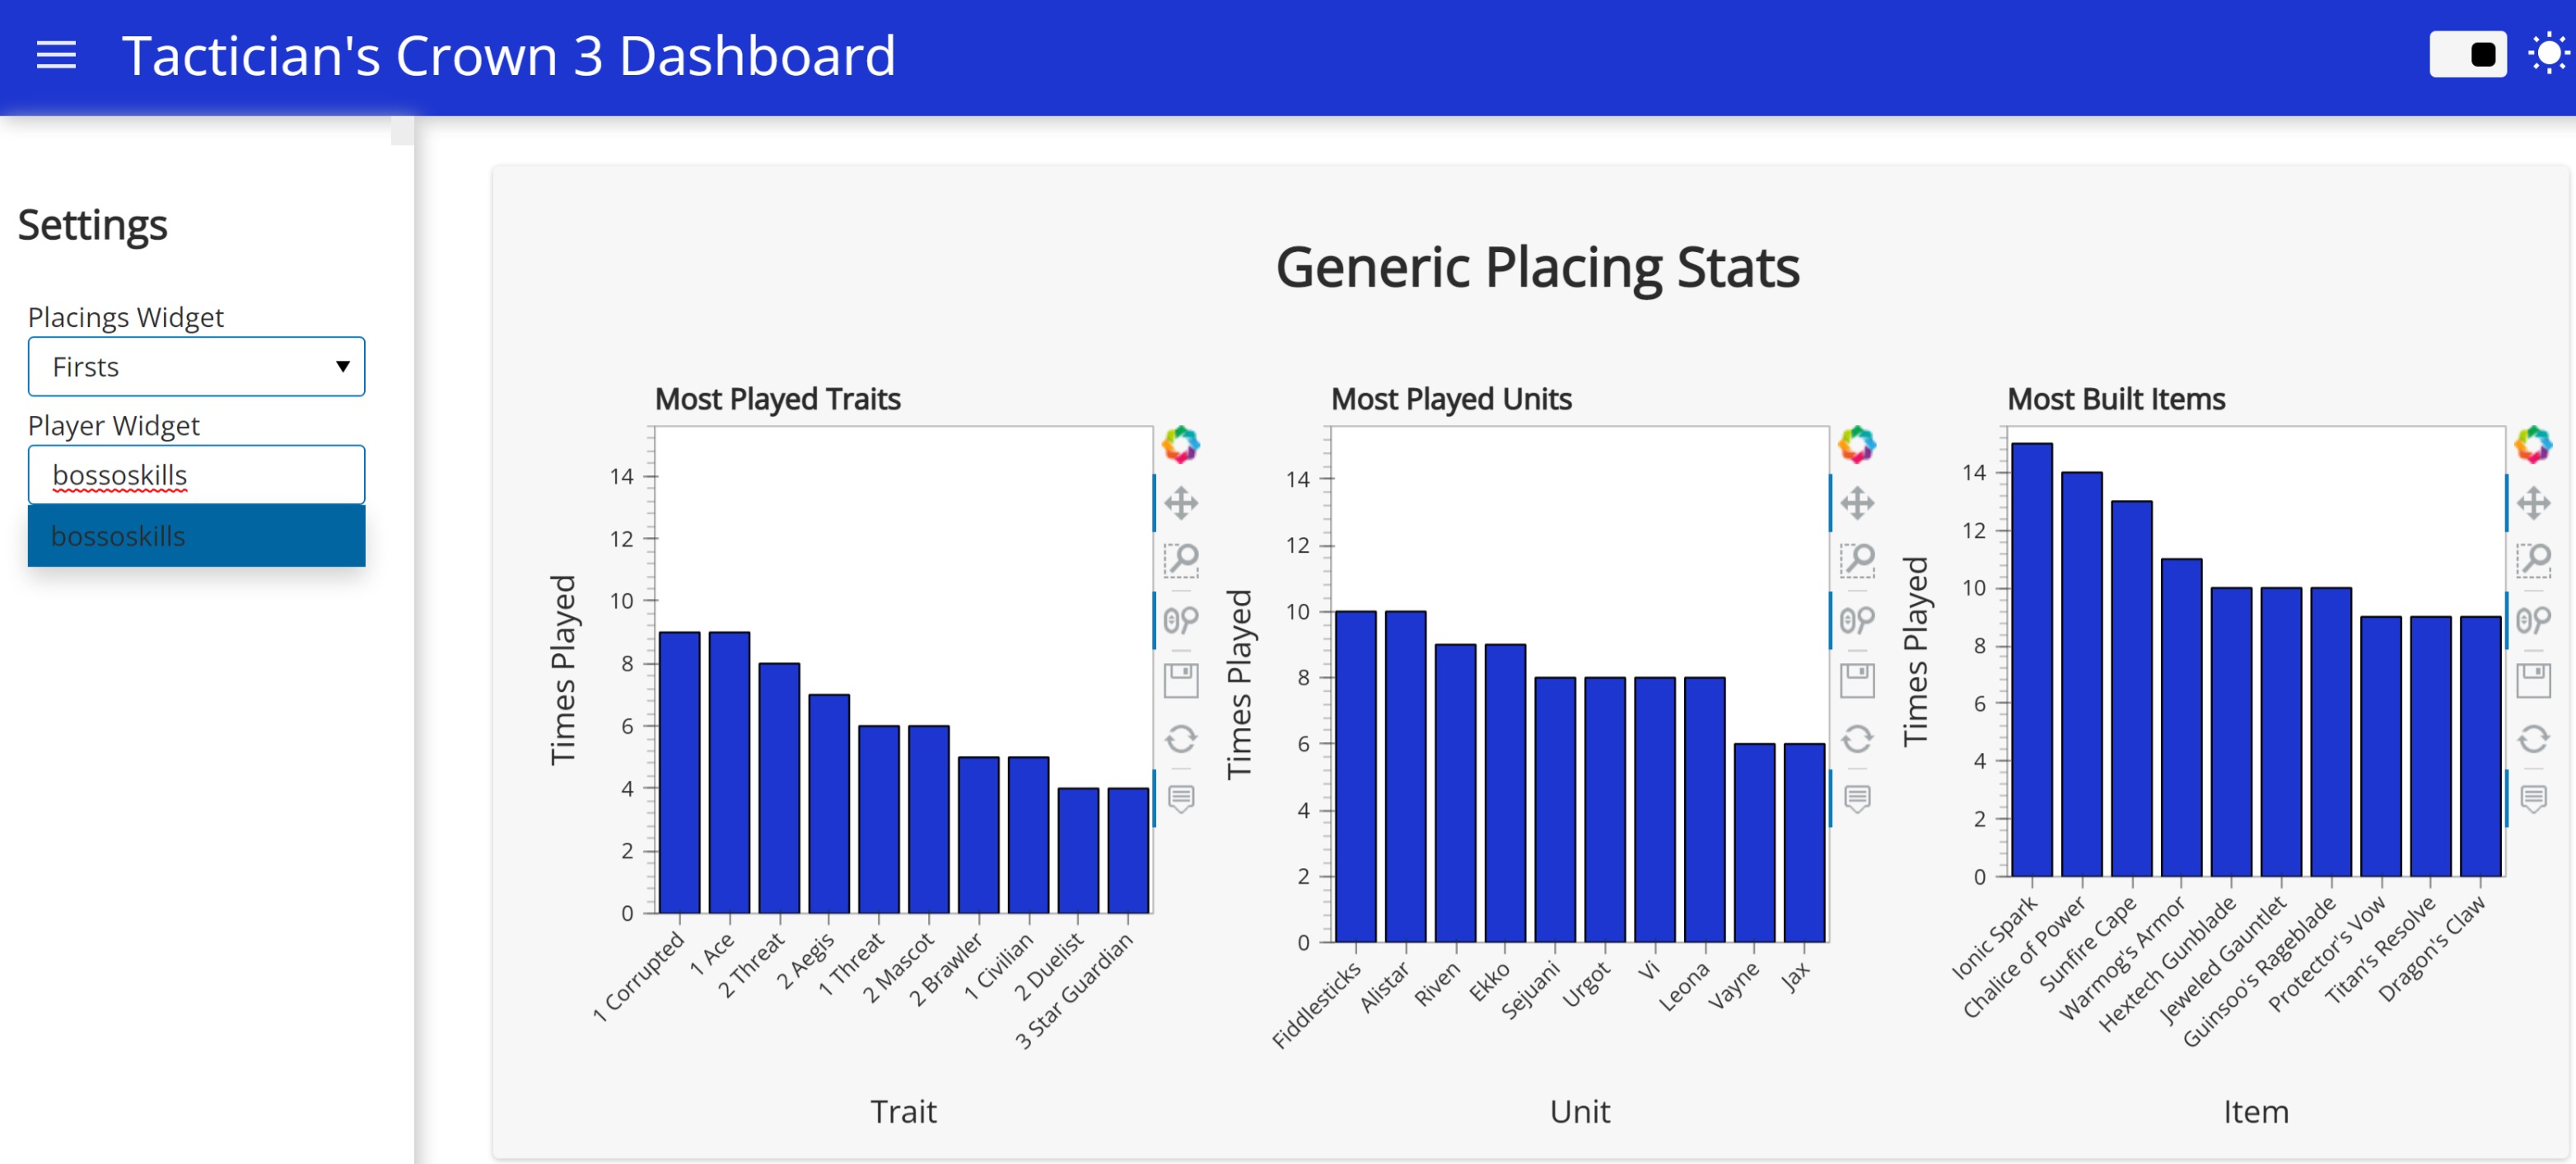 Tactician's Crown 3 Dashboard
Settings
Placings Widget
Firsts
Player Widget
bossoskills
bossoskills
Generic Placing Stats
Most Played Traits
Times Played
14
12
10
8
6
4
2
0
1 Corrupted
1 Ace
2 Threat
2 Aegis
1 Threat
2 Mascot
2 Brawler
1 Civilian
2 Duelist
3 Star Guardian
Trait
Most Played Units
Times Played
14
12
10
8
6
4
2
0
Fiddlesticks
Alistar
Riven
Ekko
Sejuani
Urgot
Vi
Leona
Vayne
Jax
Unit
Most Built Items
Times Played
14
12
10
8
6
4
2
0
Ionic Spark
Chalice of Power
Sunfire Cape
Warmog's Armor
Hextech Gunblade
Jeweled Gauntlet
Guinsoo's Rageblade
Protector's Vow
Titan's Resolve
Dragon's Claw
Item